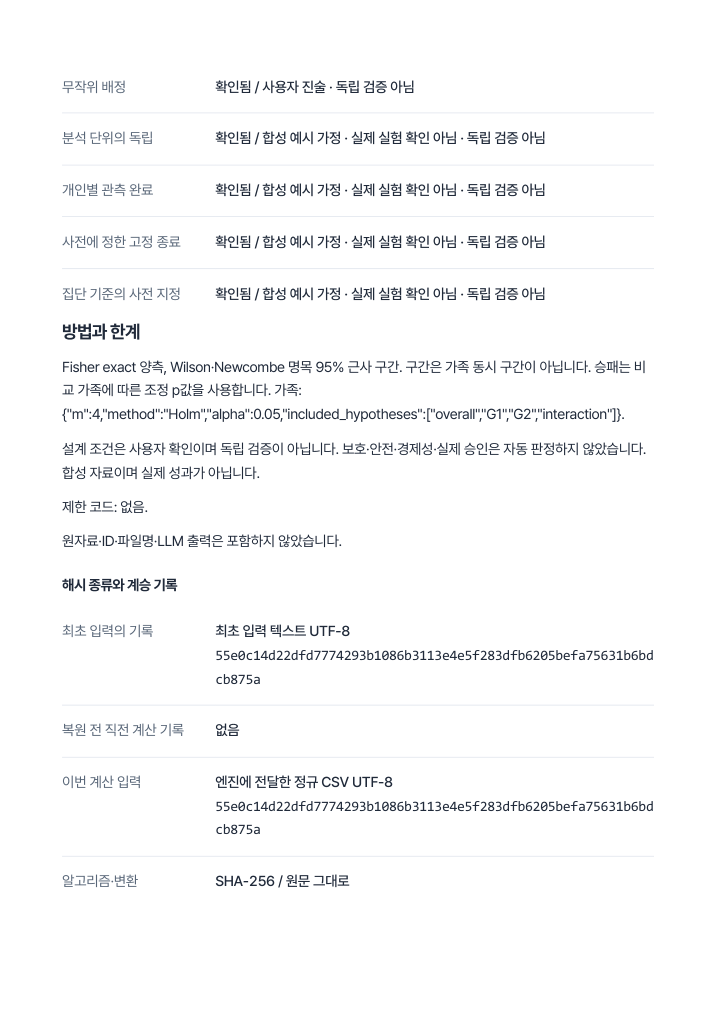 무작위 배정 확인됨 / 사용자 진술 · 독립 검증 아님
분석 단위의 독립 확인됨 / 합성 예시 가정 · 실제 실험 확인 아님 · 독립 검증 아님
개인별 관측 완료 확인됨 / 합성 예시 가정 · 실제 실험 확인 아님 · 독립 검증 아님
사전에 정한 고정 종료 확인됨 / 합성 예시 가정 · 실제 실험 확인 아님 · 독립 검증 아님
집단 기준의 사전 지정 확인됨 / 합성 예시 가정 · 실제 실험 확인 아님 · 독립 검증 아님
방법과 한계
Fisher exact 양측, Wilson·Newcombe 명목 95% 근사 구간. 구간은 가족 동시 구간이 아닙니다. 승패는 비
교 가족에 따른 조정 p값을 사용합니다. 가족:
{"m":4,"method":"Holm","alpha":0.05,"included_hypotheses":["overall","G1","G2","interaction"]}.
설계 조건은 사용자 확인이며 독립 검증이 아닙니다. 보호·안전·경제성·실제 승인은 자동 판정하지 않았습니다.
합성 자료이며 실제 성과가 아닙니다.
제한 코드: 없음.
원자료·ID·파일명·LLM 출력은 포함하지 않았습니다.
해시 종류와 계승 기록
최초 입력의 기록 최초 입력 텍스트 UTF-8
55e0c14d22dfd7774293b1086b3113e4e5f283dfb6205befa75631b6bd
cb875a
복원 전 직전 계산 기록 없음
이번 계산 입력 엔진에 전달한 정규 CSV UTF-8
55e0c14d22dfd7774293b1086b3113e4e5f283dfb6205befa75631b6bd
cb875a
알고리즘·변환 SHA-256 / 원문 그대로